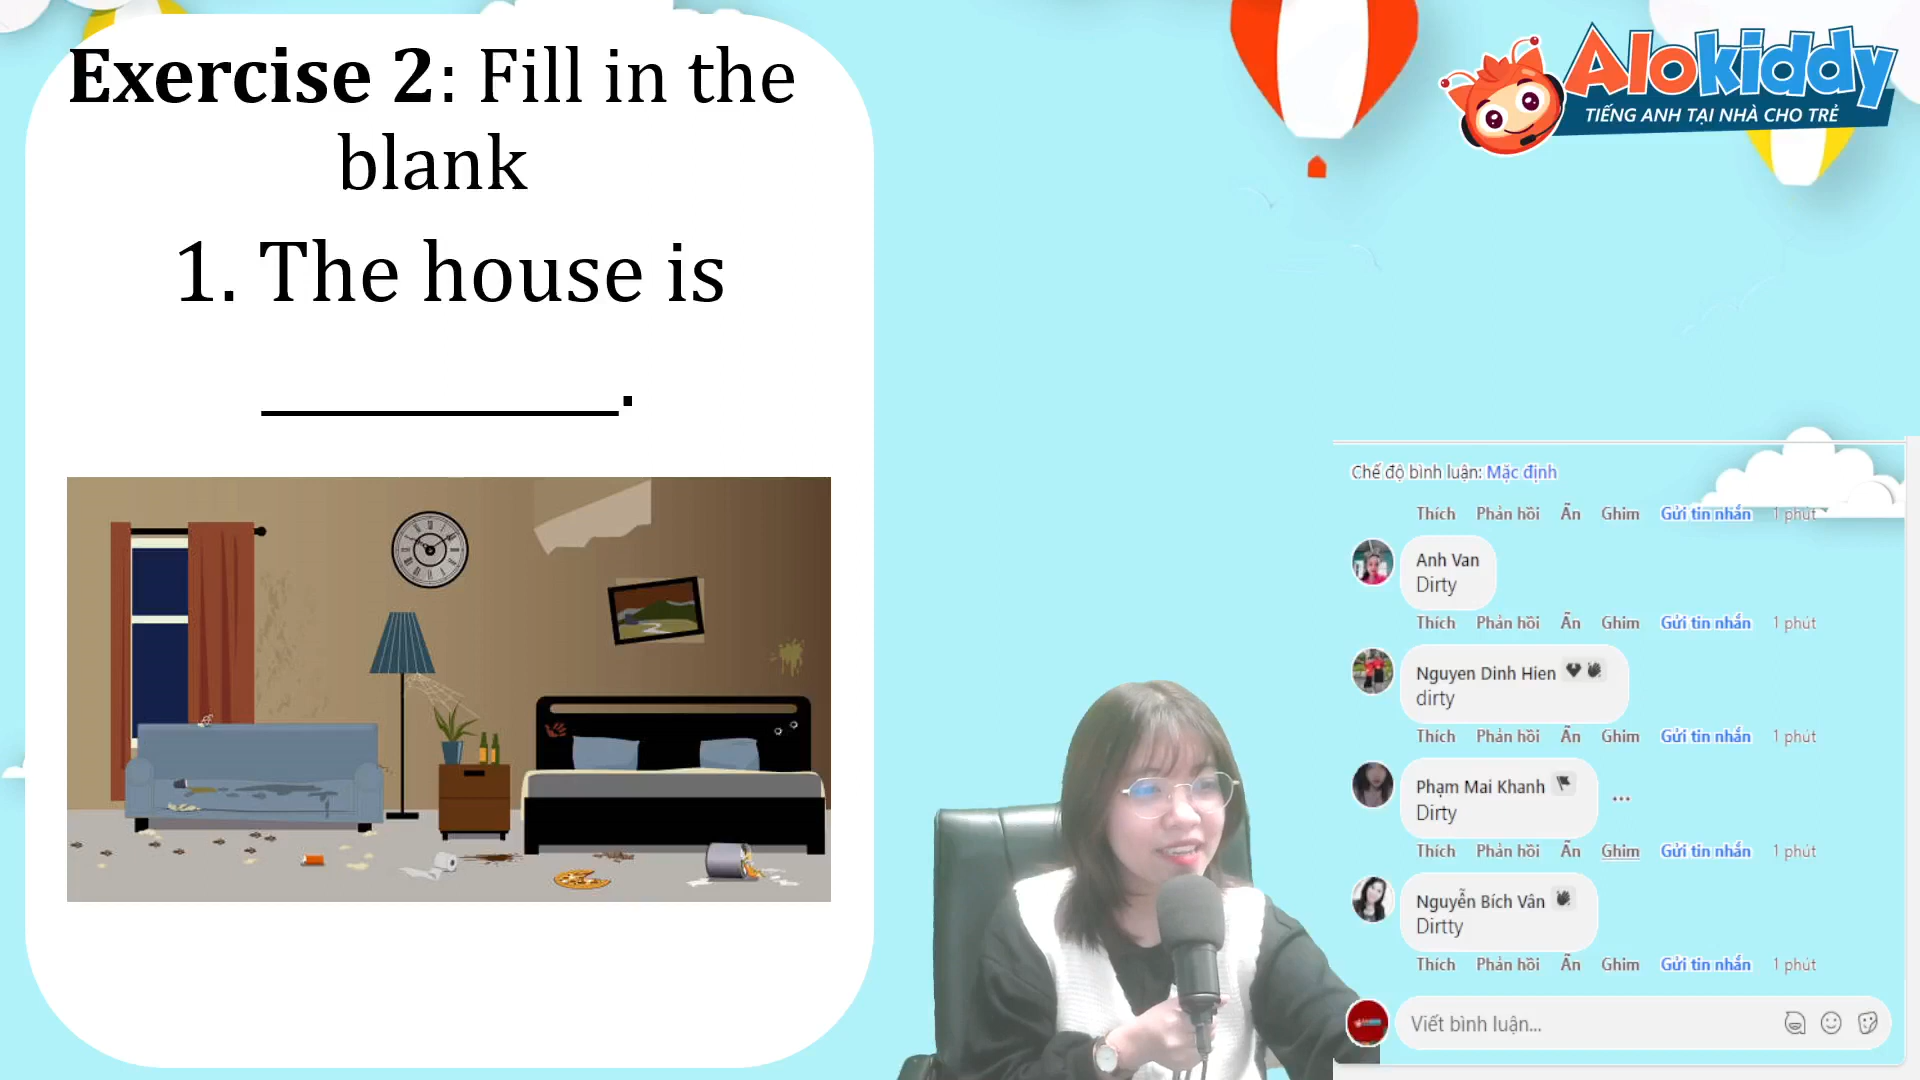 Exercise 2: Fill in the
blank
1. The house is
__________.
Alokiddy
TIẾNG ANH TẠI NHÀ CHO TRẺ
Chế độ bình luận: Mặc định
Thích Phản hồi Ẩn Ghim Gửi tin nhắn 1 phút
Anh Van
Dirty
Thích Phản hồi Ẩn Ghim Gửi tin nhắn 1 phút
Nguyen Dinh Hien
dirty
Thích Phản hồi Ẩn Ghim Gửi tin nhắn 1 phút
Phạm Mai Khanh
Dirty
Thích Phản hồi Ẩn Ghim Gửi tin nhắn 1 phút
Nguyễn Bích Vân
Dirtty
Thích Phản hồi Ẩn Ghim Gửi tin nhắn 1 phút
Viết bình luận...